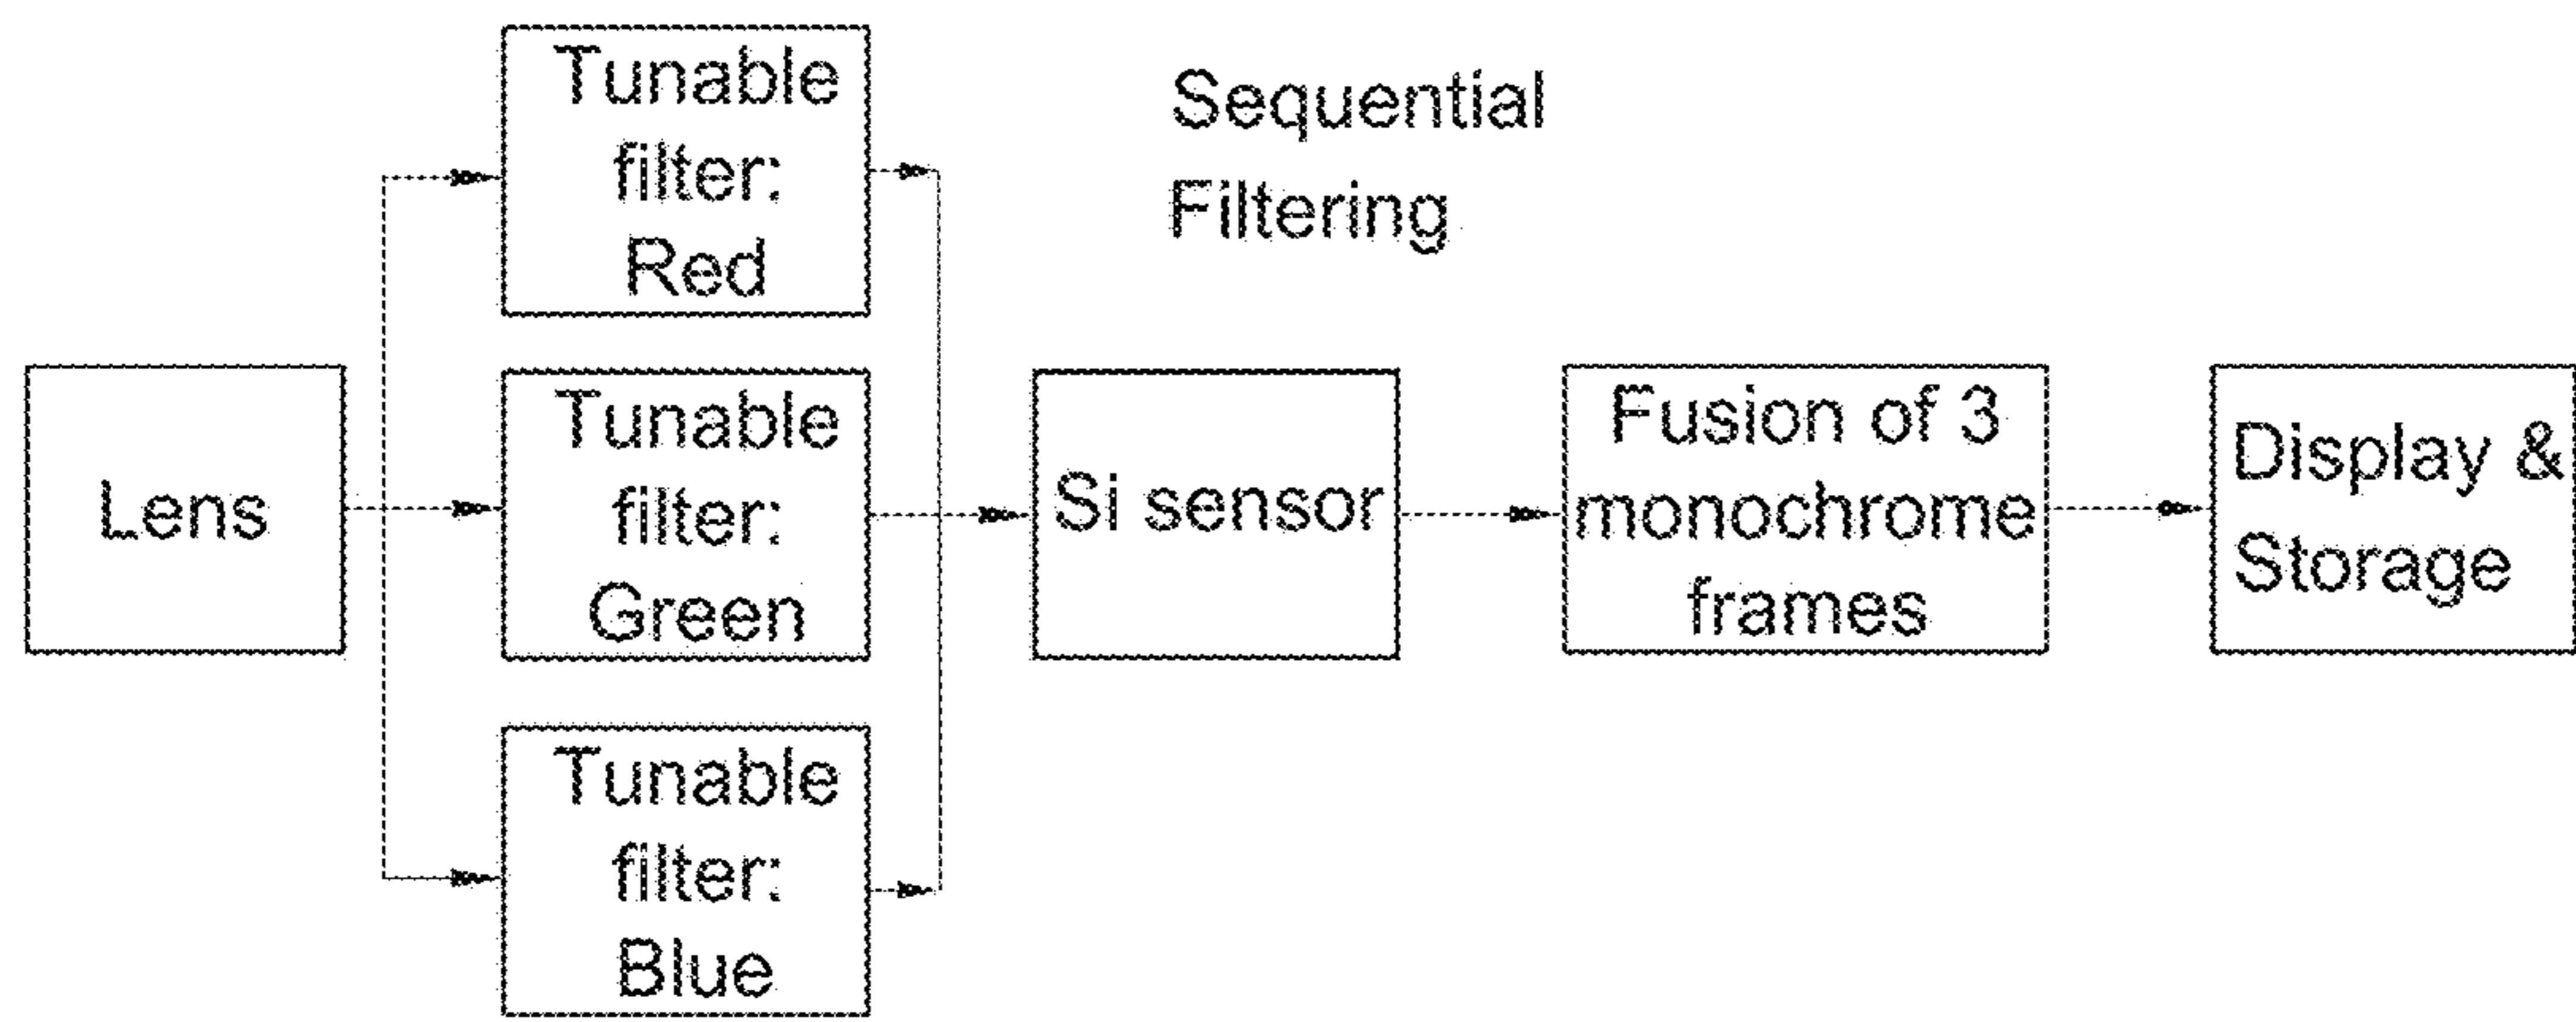 Lens
Tunable
filter:
Red
Tunable
filter:
Green
Tunable
filter:
Blue
Sequential
Filtering
Si sensor
Fusion of 3
monochrome
frames
Display &
Storage